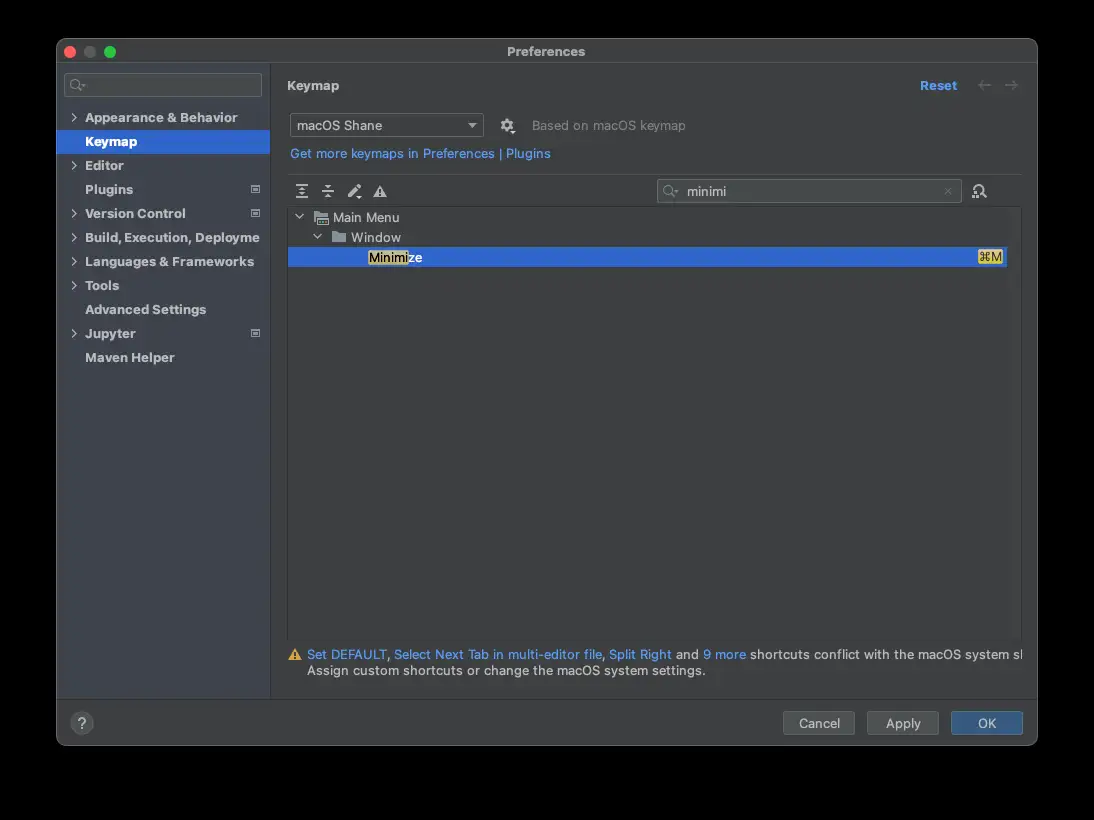 Preferences
Keymap
Reset
Appearance & Behavior
Keymap
Editor
Plugins
Version Control
Build, Execution, Deployme
Languages & Frameworks
Tools
Advanced Settings
Jupyter
Maven Helper
macOS Shane
Based on macOS keymap
Get more keymaps in Preferences | Plugins
minimi
Main Menu
Window
Minimize ⌘M
Set DEFAULT, Select Next Tab in multi-editor file, Split Right and 9 more shortcuts conflict with the macOS system sl
Assign custom shortcuts or change the macOS system settings.
?
Cancel
Apply
OK